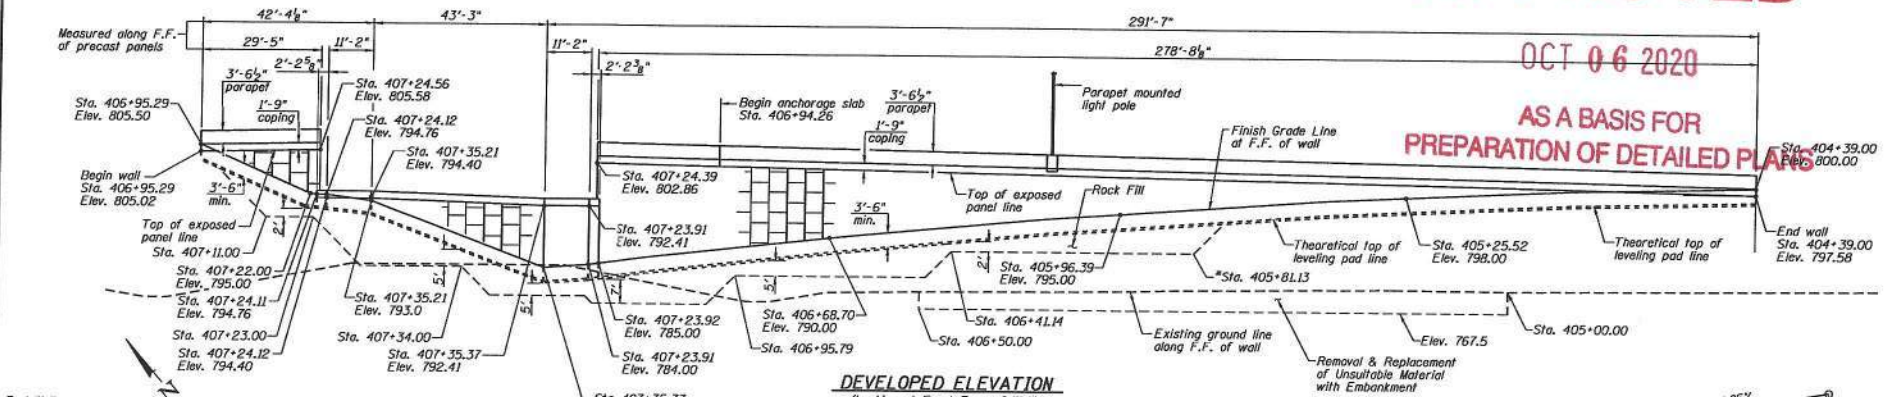 42'-4⅛"
43'-3"
291'-7"
Measured along F.F.
of precast panels
29'-5"
11'-2"
11'-2"
278'-8⅛"
2'-2⅝"
2'-2⅜"
OCT 06 2020
AS A BASIS FOR
PREPARATION OF DETAILED PLANS
3'-6½"
parapet
1'-9"
coping
Sta. 407+24.56
Elev. 805.58
Sta. 406+95.29
Elev. 805.50
Sta. 407+24.12
Elev. 794.76
Sta. 407+35.21
Elev. 794.40
Begin anchorage slab
Sta. 406+94.26
3'-6½"
parapet
1'-9"
coping
Parapet mounted
light pole
Finish Grade Line
at F.F. of wall
Sta. 404+39.00
Elev. 800.00
Begin wall
Sta. 406+95.29
Elev. 805.02
3'-6"
min.
2'
Sta. 407+24.39
Elev. 802.86
Top of exposed
panel line
Rock Fill
3'-6"
min.
Top of exposed
panel line
Sta. 407+11.00
Sta. 407+23.91
Elev. 792.41
End wall
Sta. 404+39.00
Elev. 797.58
Theoretical top of
leveling pad line
Sta. 405+25.52
Elev. 798.00
Theoretical top of
leveling pad line
Sta. 407+22.00
Elev. 795.00
Sta. 407+24.11
Elev. 794.76
Sta. 407+35.21
Elev. 793.0
5'
5'
7'
5'
2'
Sta. 405+96.39
Elev. 795.00
*Sta. 405+81.13
Sta. 407+23.00
Sta. 407+24.12
Elev. 794.40
Sta. 407+34.00
Sta. 407+35.37
Elev. 792.41
Sta. 407+23.92
Elev. 785.00
Sta. 407+23.91
Elev. 784.00
Sta. 406+68.70
Elev. 790.00
Sta. 406+95.79
Sta. 406+41.14
Sta. 406+50.00
Existing ground line
along F.F. of wall
Elev. 767.5
Sta. 405+00.00
Removal & Replacement
of Unsuitable Material
with Embankment
N
DEVELOPED ELEVATION